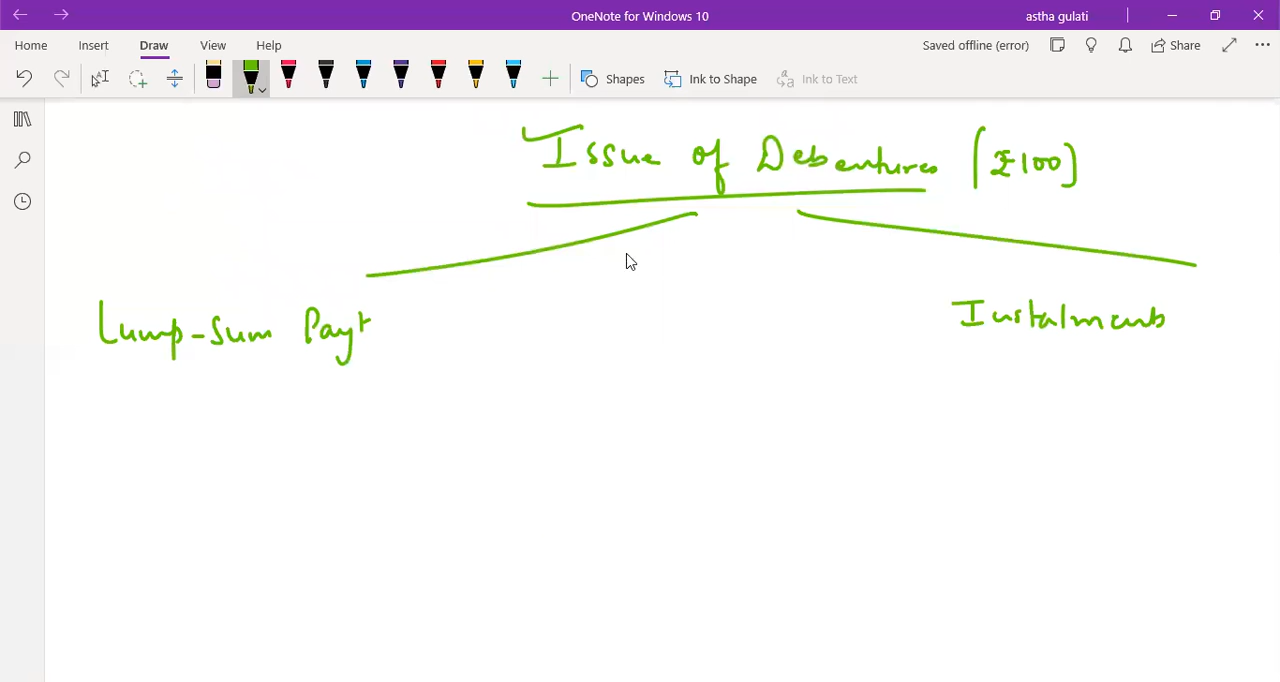 OneNote for Windows 10
astha gulati
Home Insert Draw View Help
Saved offline (error) Share
Shapes Ink to Shape Ink to Text
Issue of Debentures [₹100]
Lump-Sum Payt
Instalments